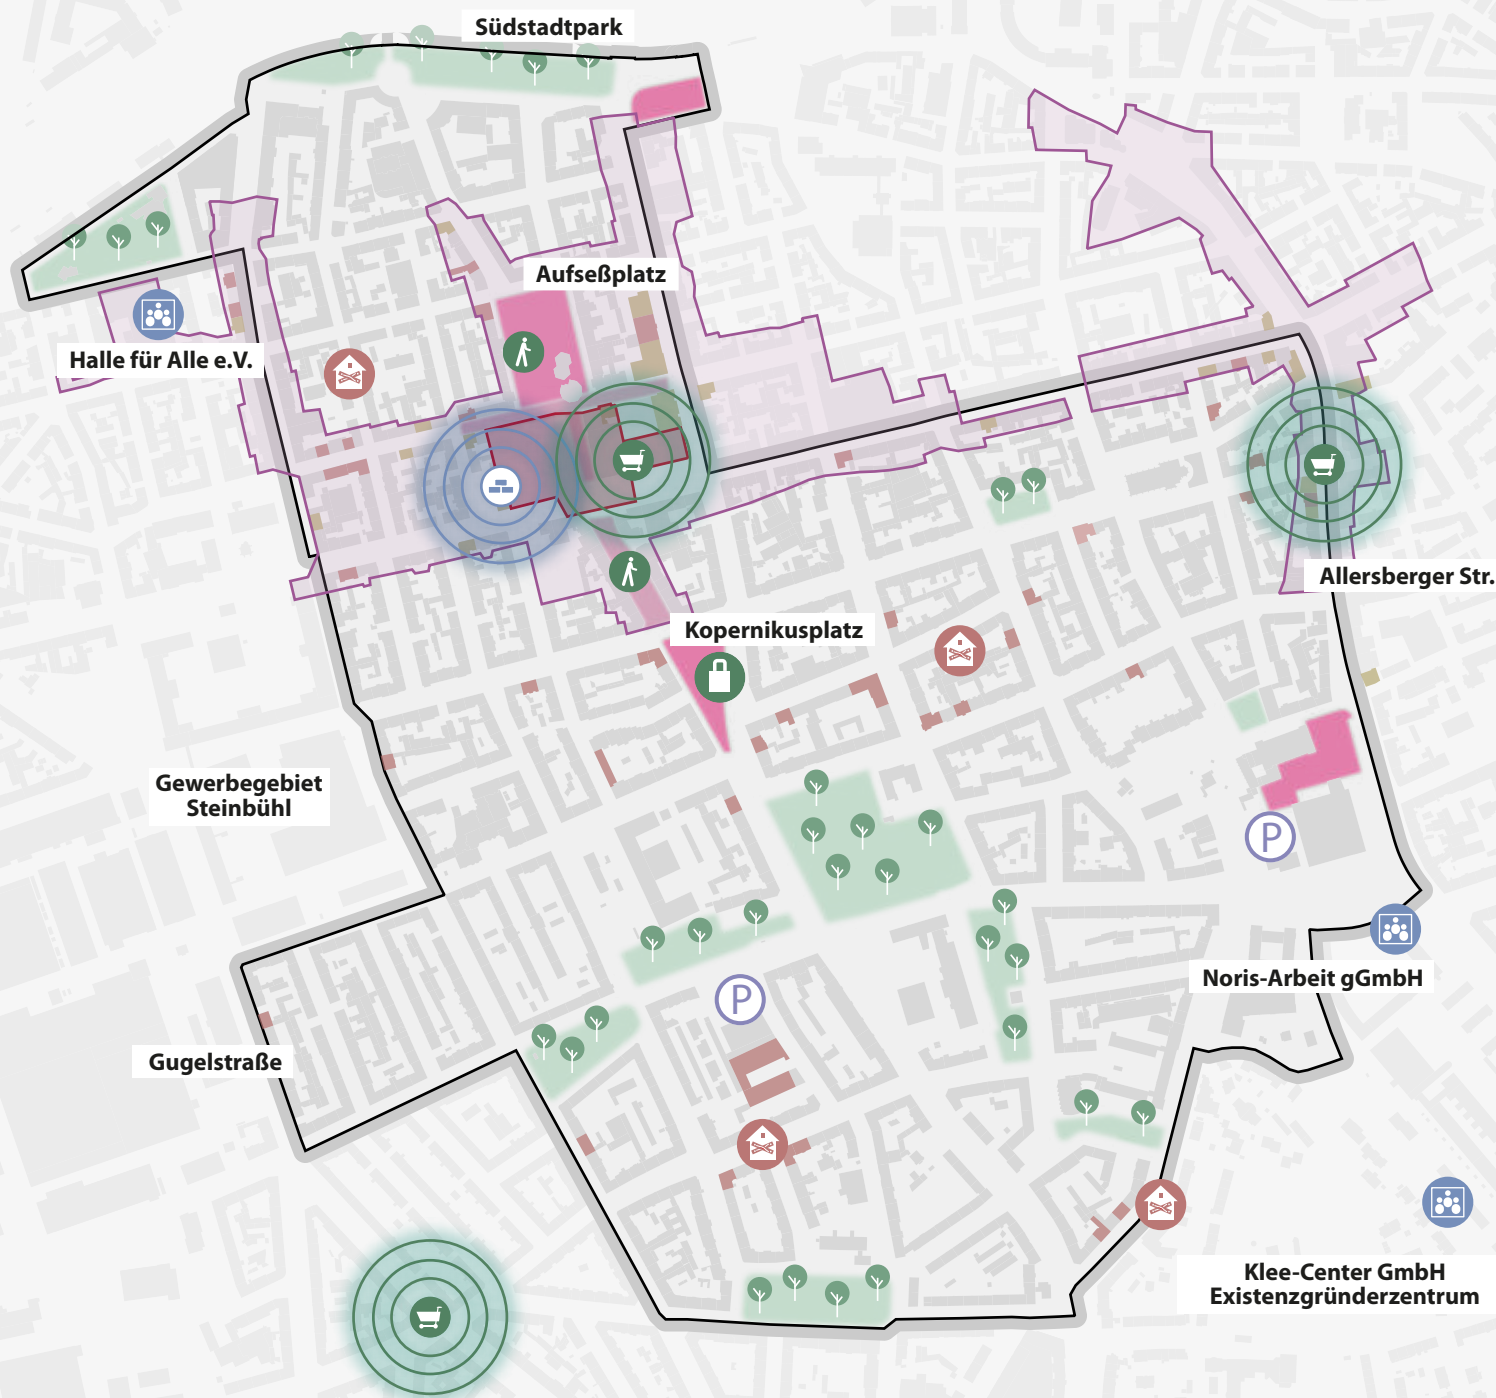 Südstadtpark
Aufseßplatz
Halle für Alle e.V.
Allersberger Str.
Kopernikusplatz
Gewerbegebiet
Steinbühl
P
Noris-Arbeit gGmbH
P
Gugelstraße
Klee-Center GmbH
Existenzgründerzentrum